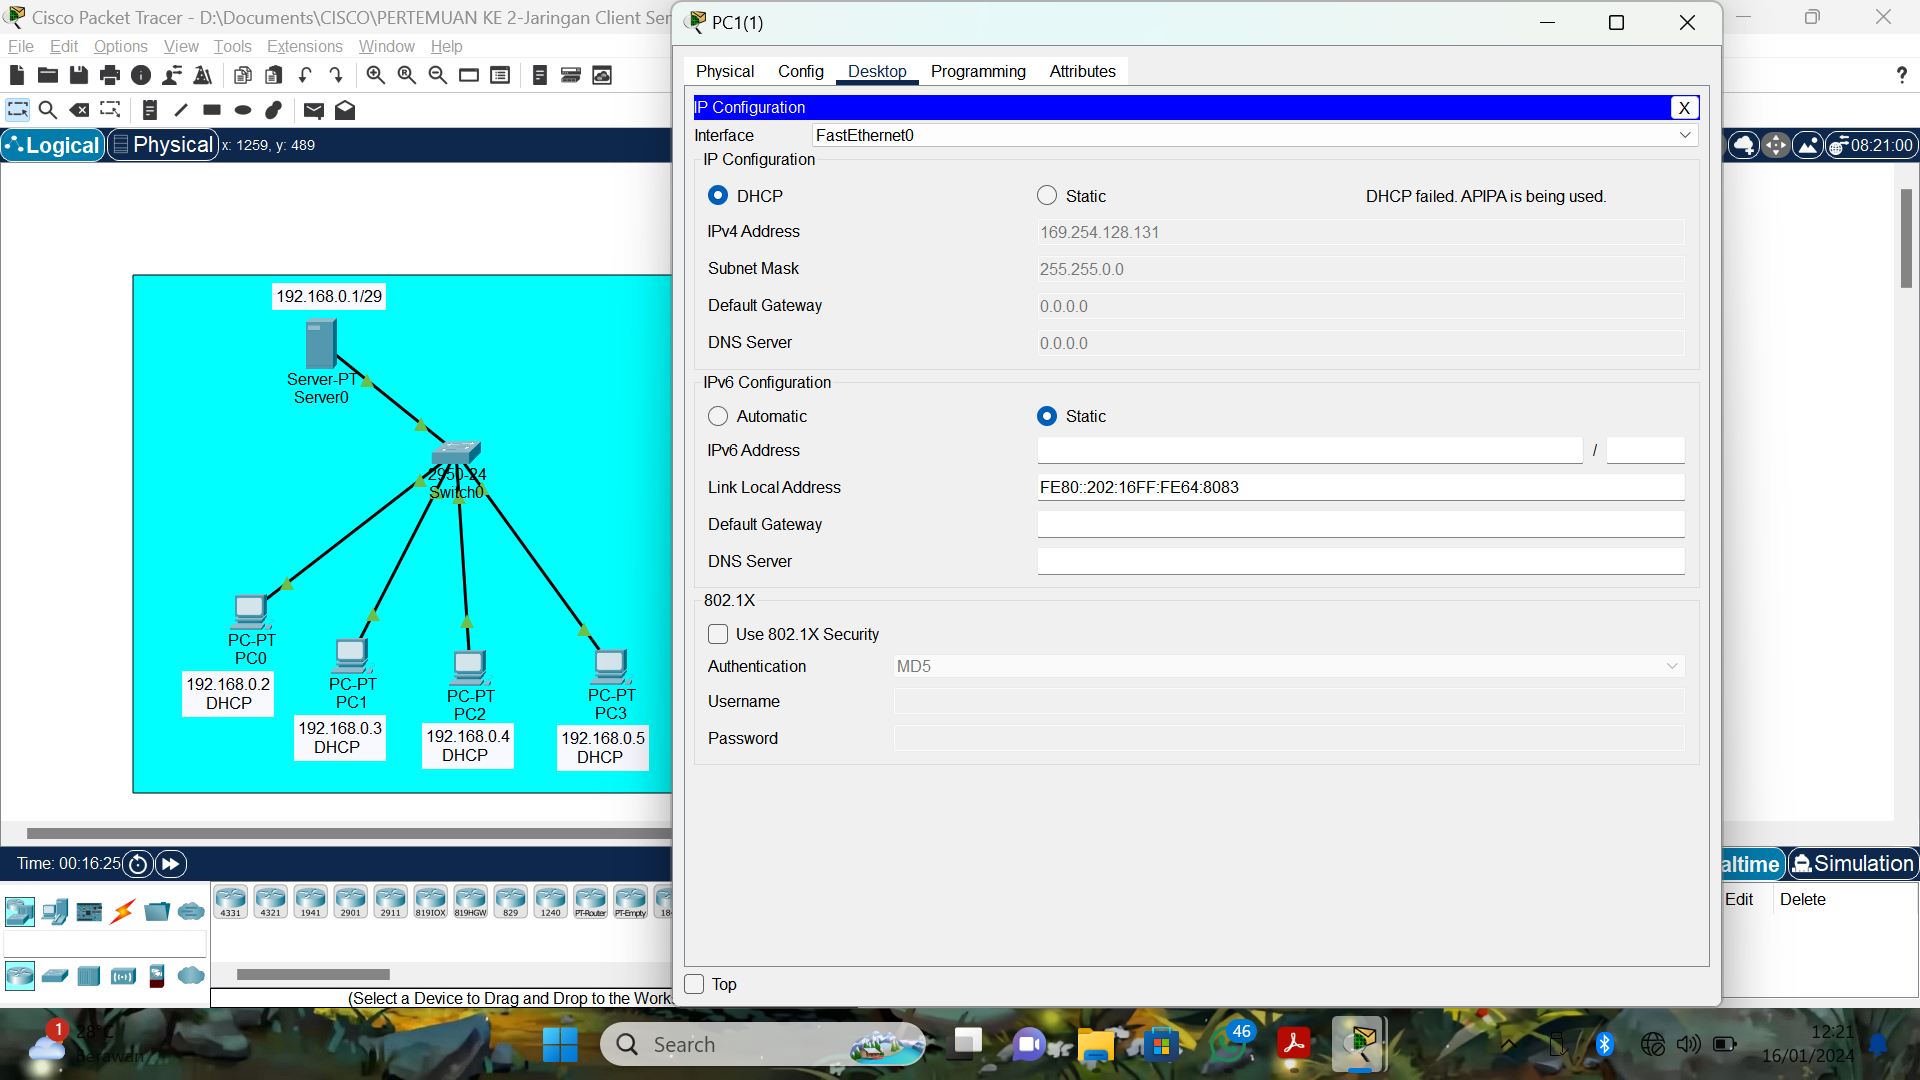 Cisco Packet Tracer - D:\Documents\CISCO\PERTEMUAN KE 2-Jaringan Client Ser
File Edit Options View Tools Extensions Window Help
?
Logical
Physical
x: 1259, y: 489
08:21:00
192.168.0.1/29
Server-PT
Server0
2950-24
Switch0
PC-PT
PC0
192.168.0.2
DHCP
PC-PT
PC1
192.168.0.3
DHCP
PC-PT
PC2
192.168.0.4
DHCP
PC-PT
PC3
192.168.0.5
DHCP
PC1(1)
Physical Config Desktop Programming Attributes
IP Configuration
X
Interface FastEthernet0
IP Configuration
DHCP Static DHCP failed. APIPA is being used.
IPv4 Address 169.254.128.131
Subnet Mask 255.255.0.0
Default Gateway 0.0.0.0
DNS Server 0.0.0.0
IPv6 Configuration
Automatic Static
IPv6 Address /
Link Local Address FE80::202:16FF:FE64:8083
Default Gateway
DNS Server
802.1X
Use 802.1X Security
Authentication MD5
Username
Password
Top
Time: 00:16:25
altime
Simulation
Edit Delete
4331 4321 1941 2901 2911 819IOX 819HGW 829 1240 PT-Router PT-Empty 18
(Select a Device to Drag and Drop to the Work
1
28°C
Berawan
Search
46
12:21
16/01/2024